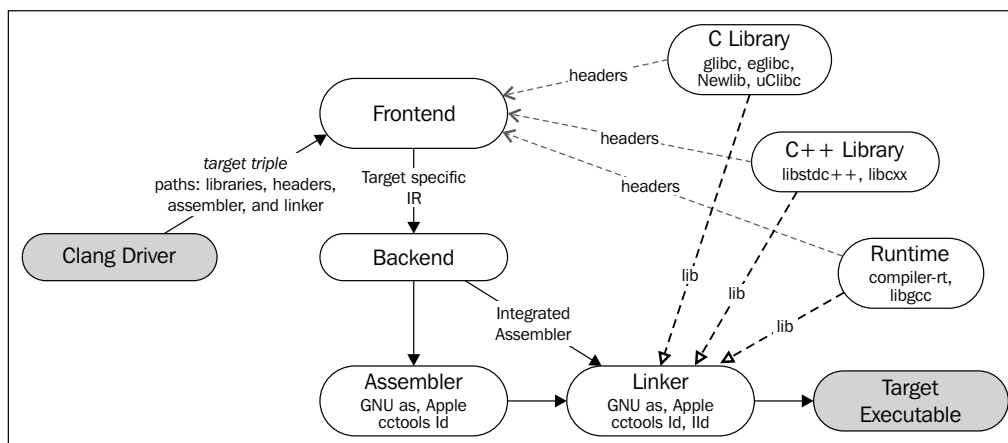 C Library
glibc, eglibc,
Newlib, uClibc
headers
Frontend
headers
C++ Library
libstdc++, libcxx
target triple
paths: libraries, headers,
assembler, and linker
Target specific
IR
headers
Clang Driver
Backend
Runtime
compiler-rt,
libgcc
lib
lib
lib
Integrated
Assembler
Assembler
GNU as, Apple
cctools ld
Linker
GNU as, Apple
cctools ld, lld
Target
Executable